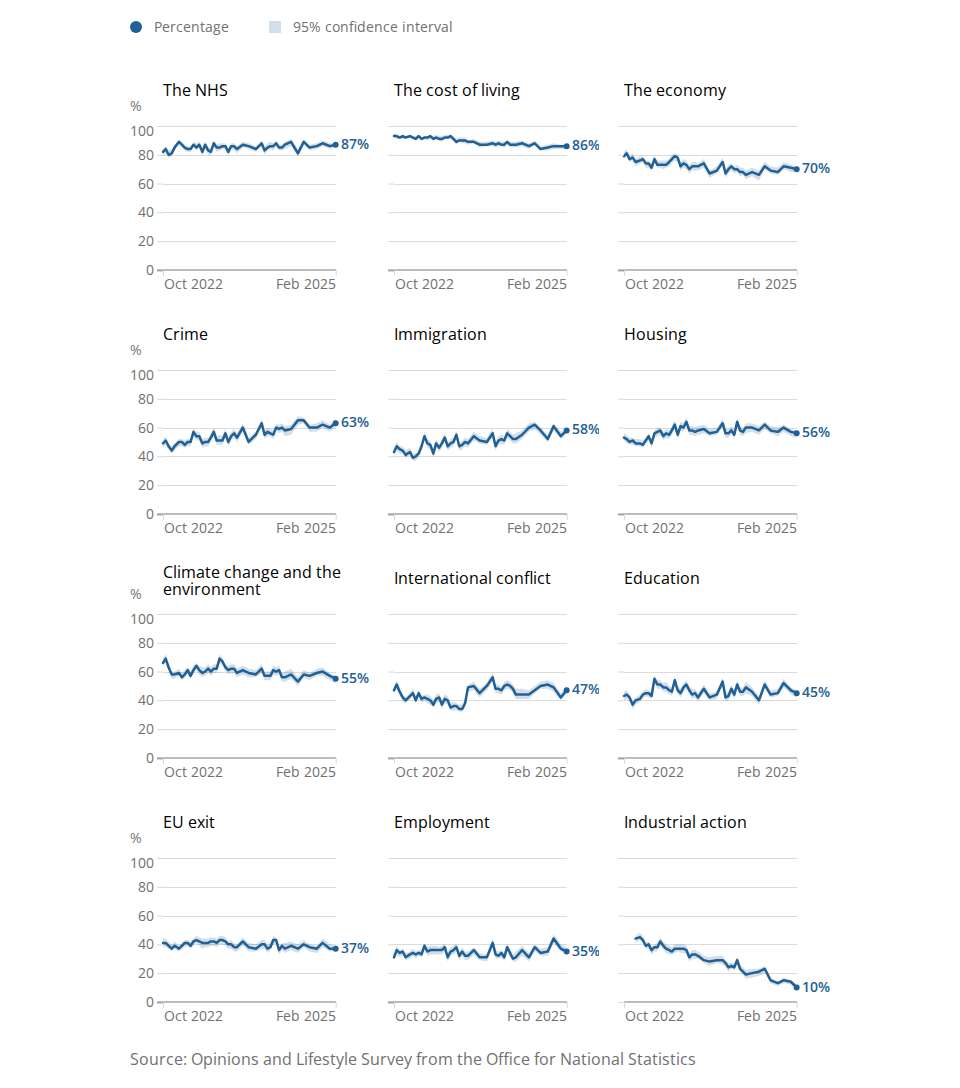 Percentage 95% confidence interval
The NHS The cost of living The economy
%
100
80
60
40
20
0
87% 86% 70%
Oct 2022 Feb 2025 Oct 2022 Feb 2025 Oct 2022 Feb 2025
Crime Immigration Housing
%
100
80
60
40
20
0
63% 58% 56%
Oct 2022 Feb 2025 Oct 2022 Feb 2025 Oct 2022 Feb 2025
Climate change and the
environment
International conflict Education
%
100
80
60
40
20
0
55% 47% 45%
Oct 2022 Feb 2025 Oct 2022 Feb 2025 Oct 2022 Feb 2025
EU exit Employment Industrial action
%
100
80
60
40
20
0
37% 35% 10%
Oct 2022 Feb 2025 Oct 2022 Feb 2025 Oct 2022 Feb 2025
Source: Opinions and Lifestyle Survey from the Office for National Statistics